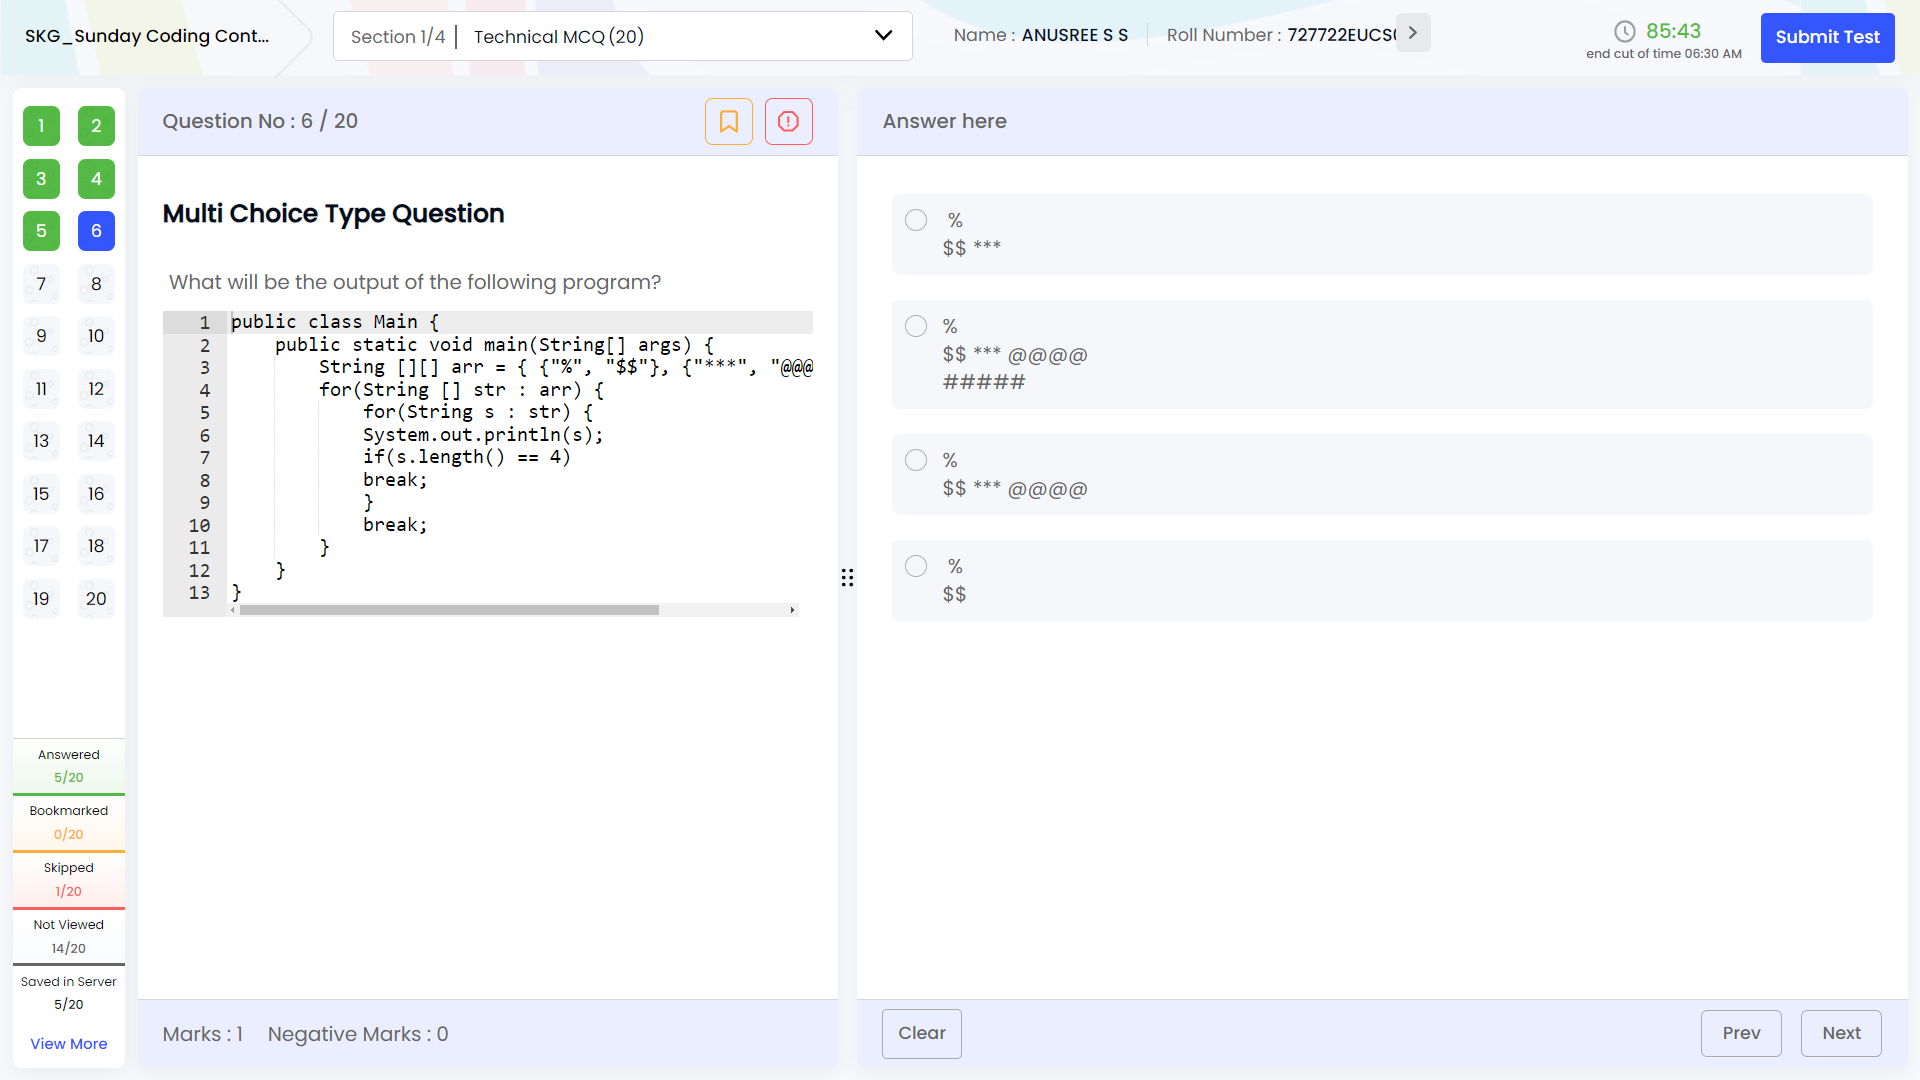 SKG_Sunday Coding Cont...
Section 1/4 | Technical MCQ (20)
Name : ANUSREE S S
Roll Number : 727722EUCS
85:43
end cut of time 06:30 AM
Submit Test
1 2
3 4
5 6
7 8
9 10
11 12
13 14
15 16
17 18
19 20
Answered
5/20
Bookmarked
0/20
Skipped
1/20
Not Viewed
14/20
Saved in Server
5/20
View More
Question No : 6 / 20
Multi Choice Type Question
What will be the output of the following program?
1 public class Main {
2 public static void main(String[] args) {
3 String [][] arr = { {"%", "$$"}, {"***", "@@@
4 for(String [] str : arr) {
5 for(String s : str) {
6 System.out.println(s);
7 if(s.length() == 4)
8 break;
9 }
10 break;
11 }
12 }
13 }
Marks : 1 Negative Marks : 0
Answer here
%
$$ ***
%
$$ *** @@@@
#####
%
$$ *** @@@@
%
$$
Clear
Prev
Next